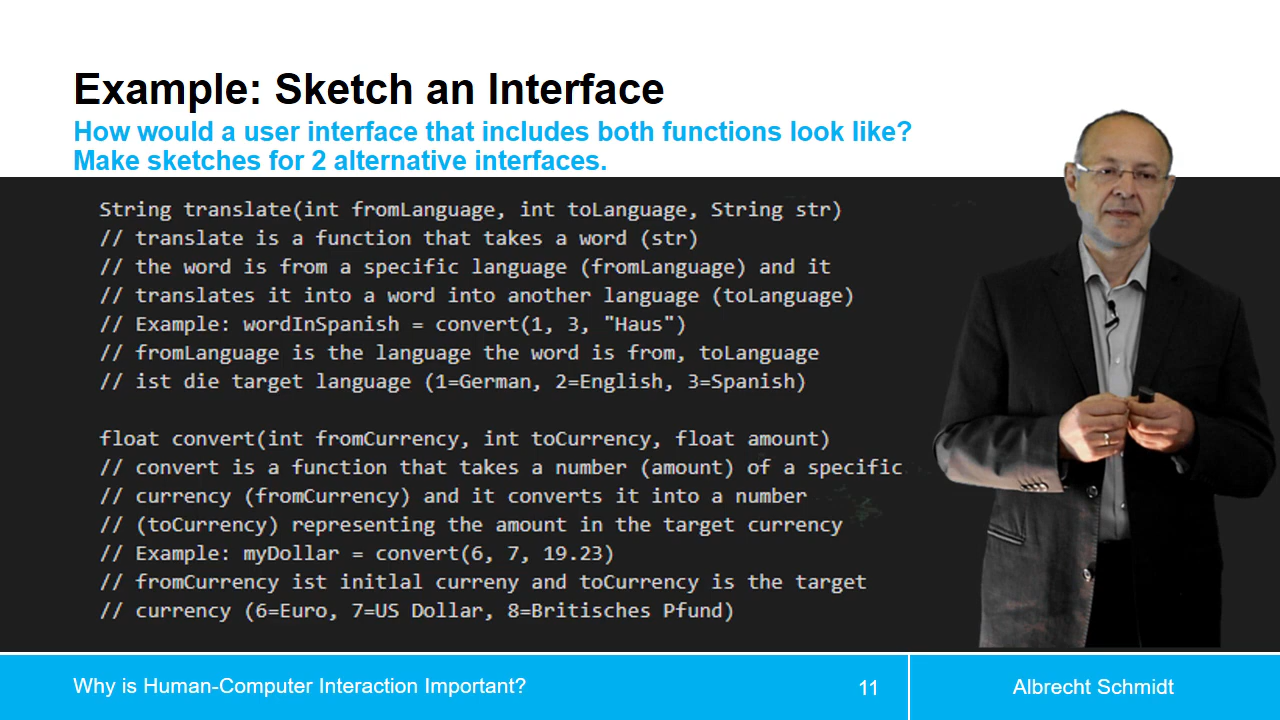 Example: Sketch an Interface
How would a user interface that includes both functions look like?
Make sketches for 2 alternative interfaces.
String translate(int fromLanguage, int toLanguage, String str)
// translate is a function that takes a word (str)
// the word is from a specific language (fromLanguage) and it
// translates it into a word into another language (toLanguage)
// Example: wordInSpanish = convert(1, 3, "Haus")
// fromLanguage is the language the word is from, toLanguage
// ist die target language (1=German, 2=English, 3=Spanish)
float convert(int fromCurrency, int toCurrency, float amount)
// convert is a function that takes a number (amount) of a specific
// currency (fromCurrency) and it converts it into a number
// (toCurrency) representing the amount in the target currency
// Example: myDollar = convert(6, 7, 19.23)
// fromCurrency ist initlal curreny and toCurrency is the target
// currency (6=Euro, 7=US Dollar, 8=Britisches Pfund)
Why is Human-Computer Interaction Important?
11
Albrecht Schmidt